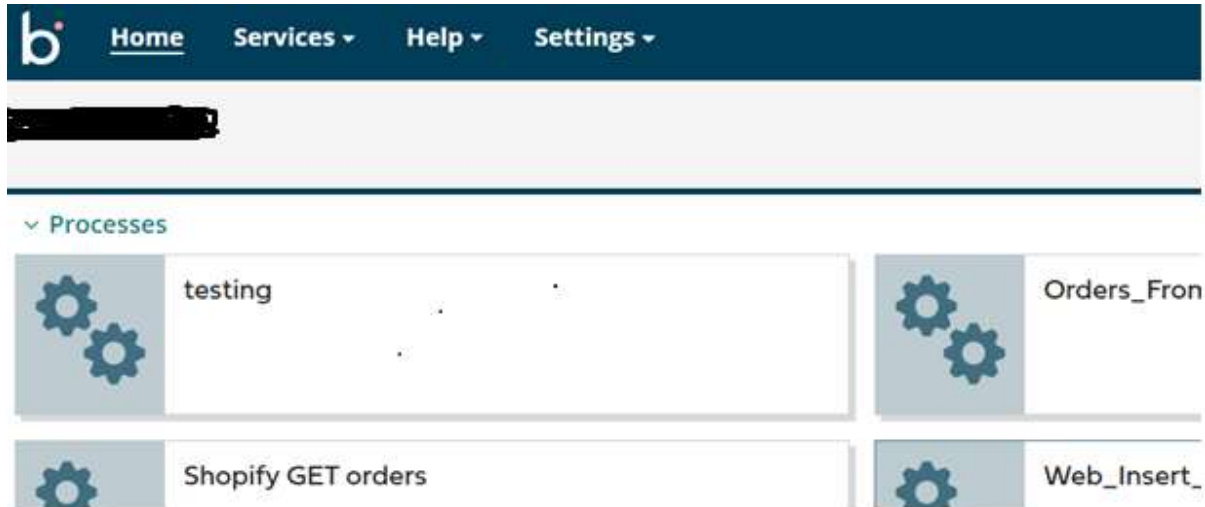 b Home Services Help Settings
Processes
testing
Orders_Fron
Shopify GET orders
Web_Insert_